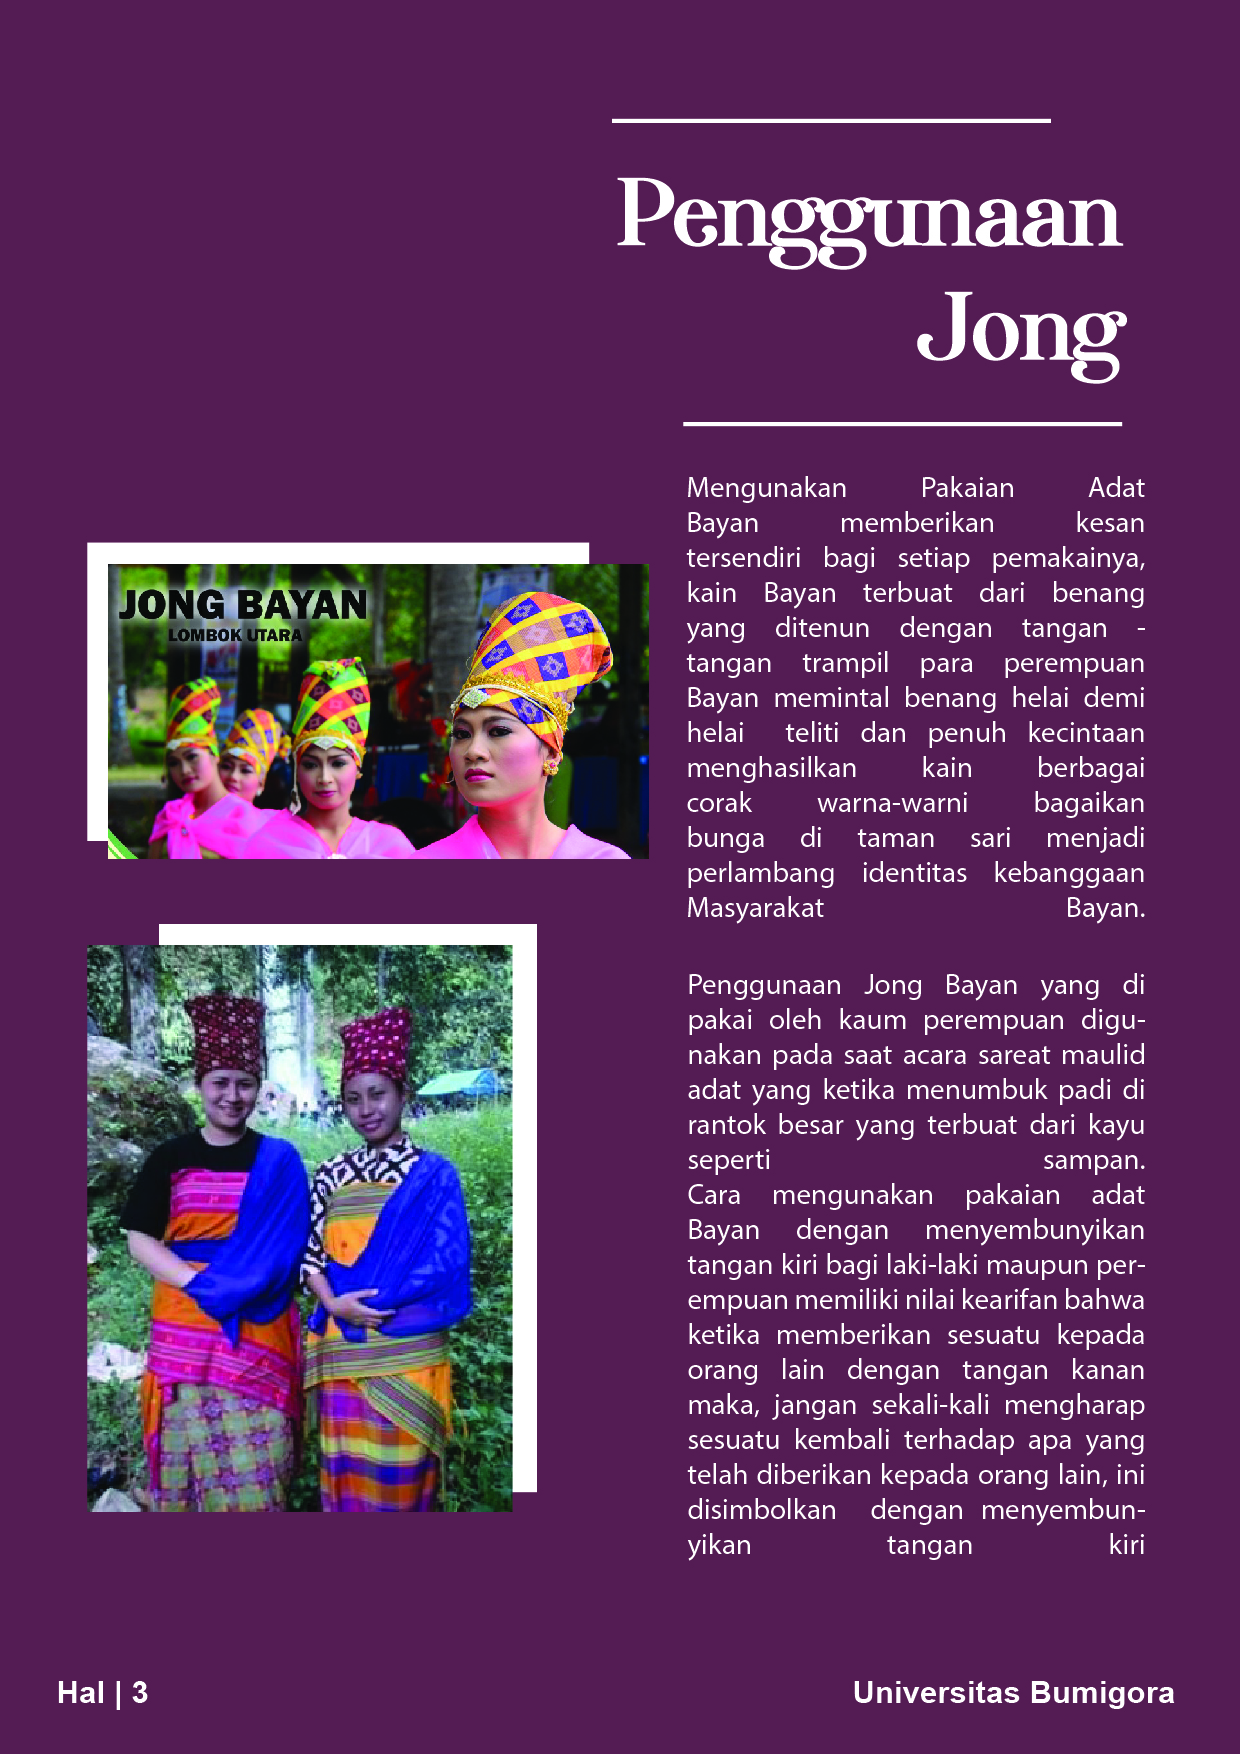 Penggunaan
Jong
Mengunakan Pakaian Adat
Bayan memberikan kesan
tersendiri bagi setiap pemakainya,
kain Bayan terbuat dari benang
yang ditenun dengan tangan -
tangan trampil para perempuan
Bayan memintal benang helai demi
helai teliti dan penuh kecintaan
menghasilkan kain berbagai
corak warna-warni bagaikan
bunga di taman sari menjadi
perlambang identitas kebanggaan
Masyarakat Bayan.
JONG BAYAN
LOMBOK UTARA
Penggunaan Jong Bayan yang di
pakai oleh kaum perempuan digu-
nakan pada saat acara sareat maulid
adat yang ketika menumbuk padi di
rantok besar yang terbuat dari kayu
seperti sampan.
Cara mengunakan pakaian adat
Bayan dengan menyembunyikan
tangan kiri bagi laki-laki maupun per-
empuan memiliki nilai kearifan bahwa
ketika memberikan sesuatu kepada
orang lain dengan tangan kanan
maka, jangan sekali-kali mengharap
sesuatu kembali terhadap apa yang
telah diberikan kepada orang lain, ini
disimbolkan dengan menyembun-
yikan tangan kiri
Hal | 3
Universitas Bumigora